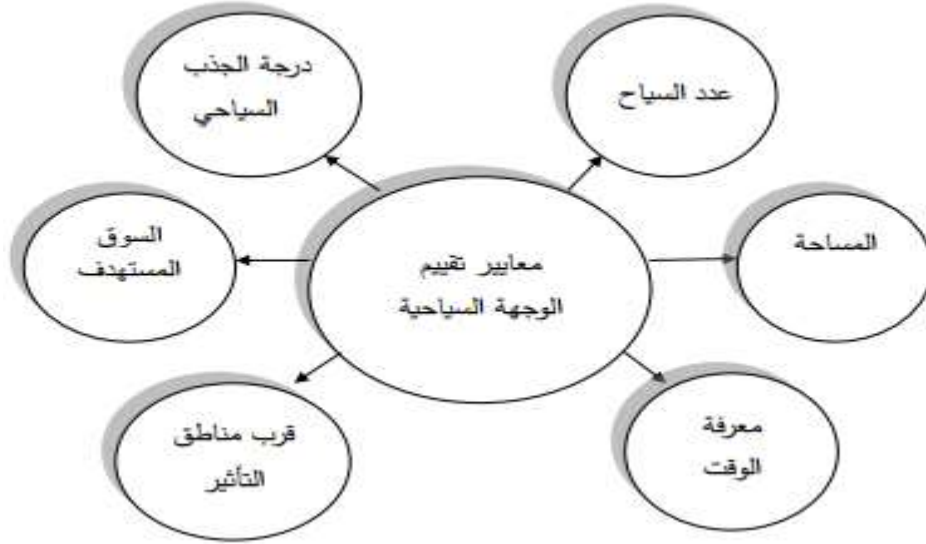 درجة الجذب
السياحي
عدد السياح
السوق
المستهدف
معايير تقييم
الوجهة السياحية
المساحة
قرب مناطق
التأثير
معرفة
الوقت